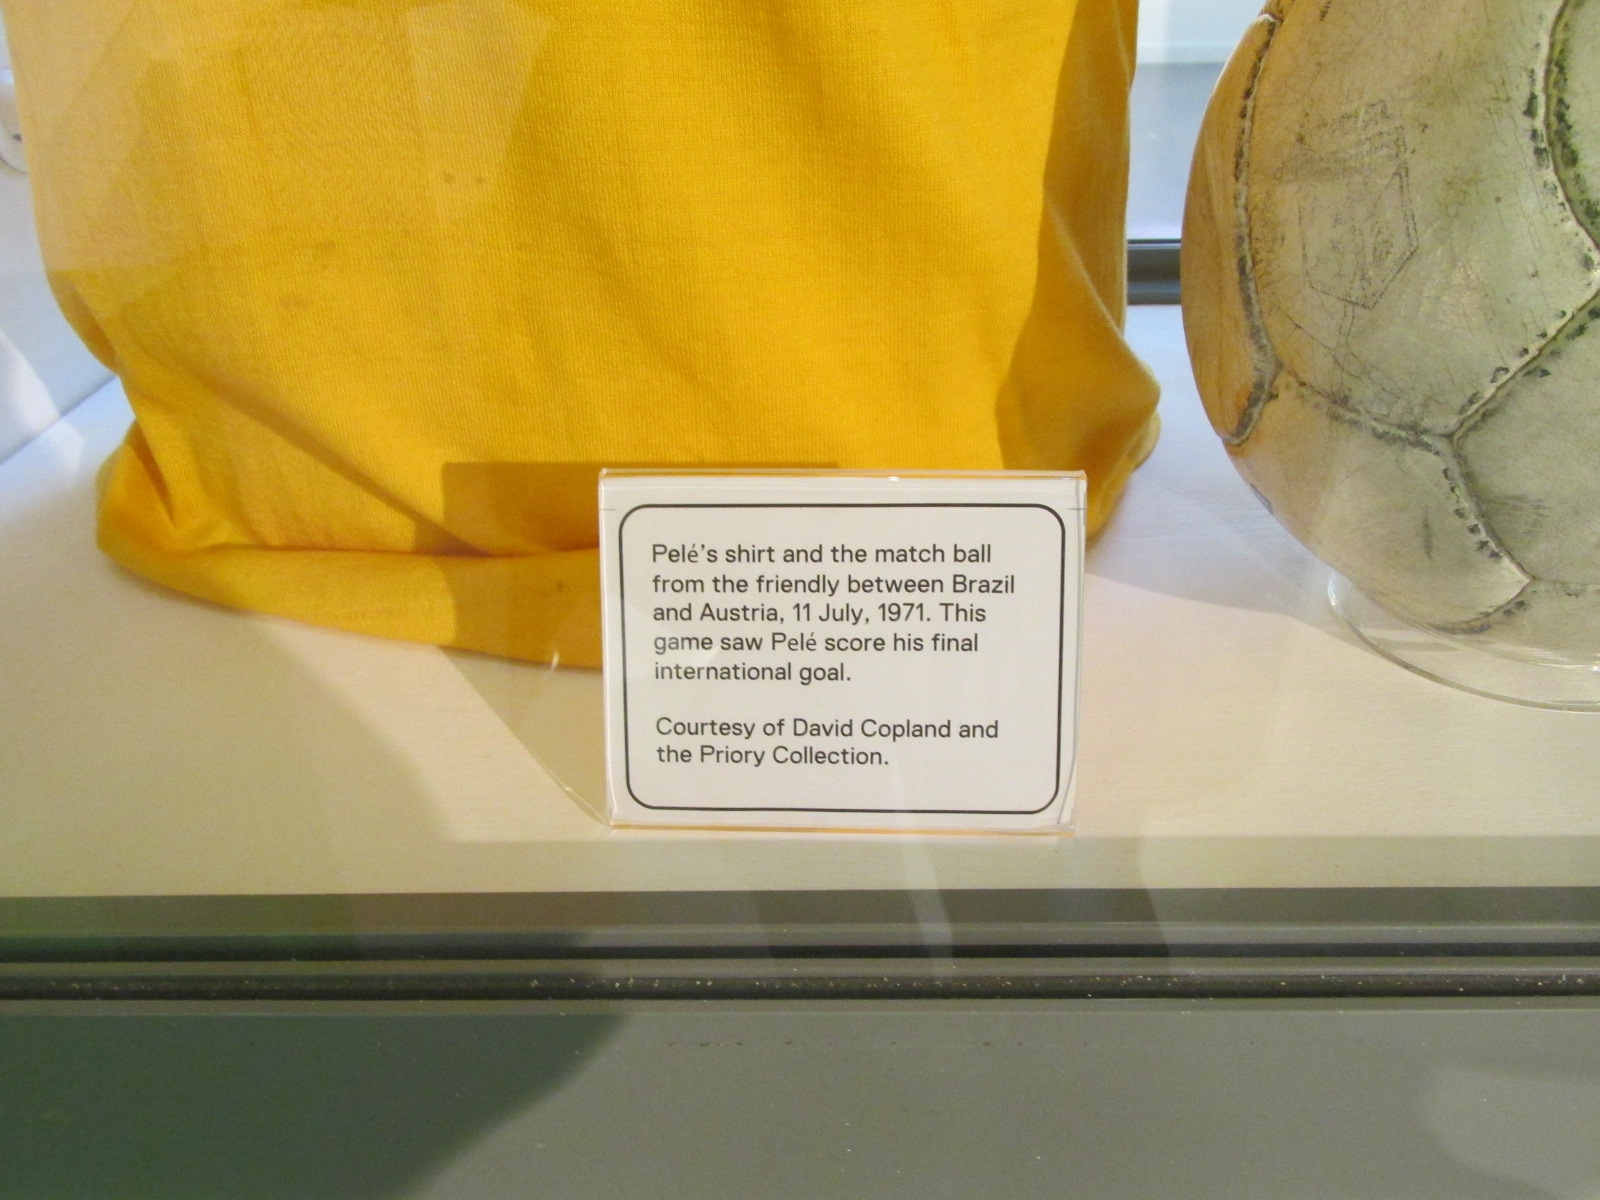 Pelé's shirt and the match ball
from the friendly between Brazil
and Austria, 11 July, 1971. This
game saw Pelé score his final
international goal.
Courtesy of David Copland and
the Priory Collection.